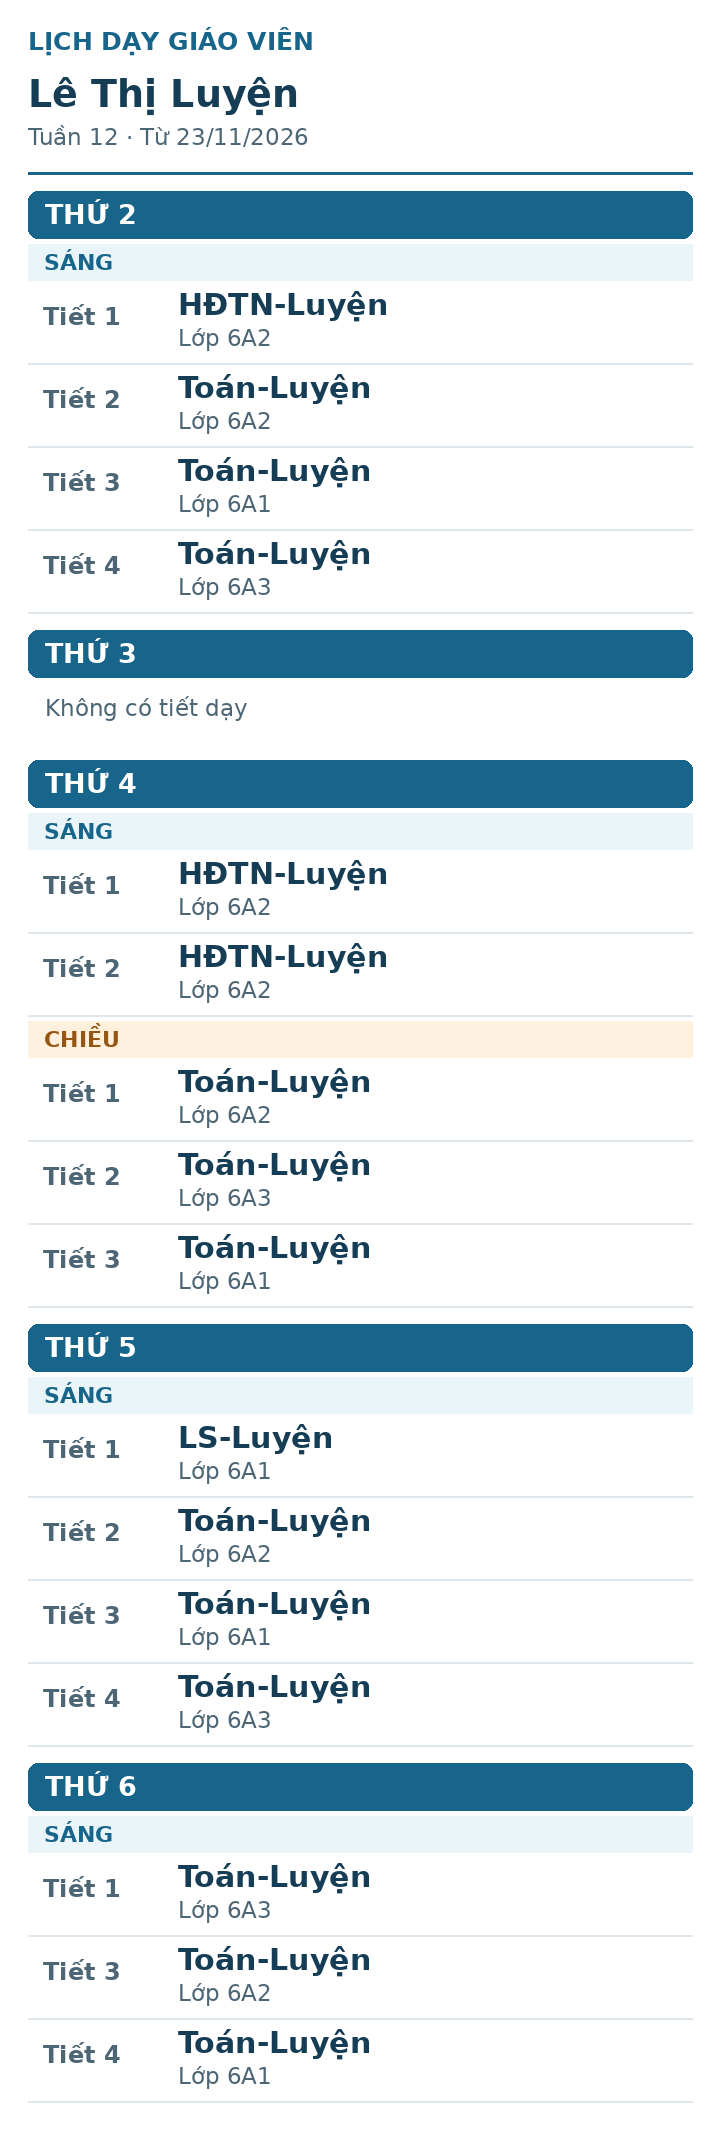 LỊCH DẠY GIÁO VIÊN
Lê Thị Luyện
Tuần 12 · Từ 23/11/2026
THỨ 2
SÁNG
Tiết 1 HĐTN-Luyện
Lớp 6A2
Tiết 2 Toán-Luyện
Lớp 6A2
Tiết 3 Toán-Luyện
Lớp 6A1
Tiết 4 Toán-Luyện
Lớp 6A3
THỨ 3
Không có tiết dạy
THỨ 4
SÁNG
Tiết 1 HĐTN-Luyện
Lớp 6A2
Tiết 2 HĐTN-Luyện
Lớp 6A2
CHIỀU
Tiết 1 Toán-Luyện
Lớp 6A2
Tiết 2 Toán-Luyện
Lớp 6A3
Tiết 3 Toán-Luyện
Lớp 6A1
THỨ 5
SÁNG
Tiết 1 LS-Luyện
Lớp 6A1
Tiết 2 Toán-Luyện
Lớp 6A2
Tiết 3 Toán-Luyện
Lớp 6A1
Tiết 4 Toán-Luyện
Lớp 6A3
THỨ 6
SÁNG
Tiết 1 Toán-Luyện
Lớp 6A3
Tiết 3 Toán-Luyện
Lớp 6A2
Tiết 4 Toán-Luyện
Lớp 6A1